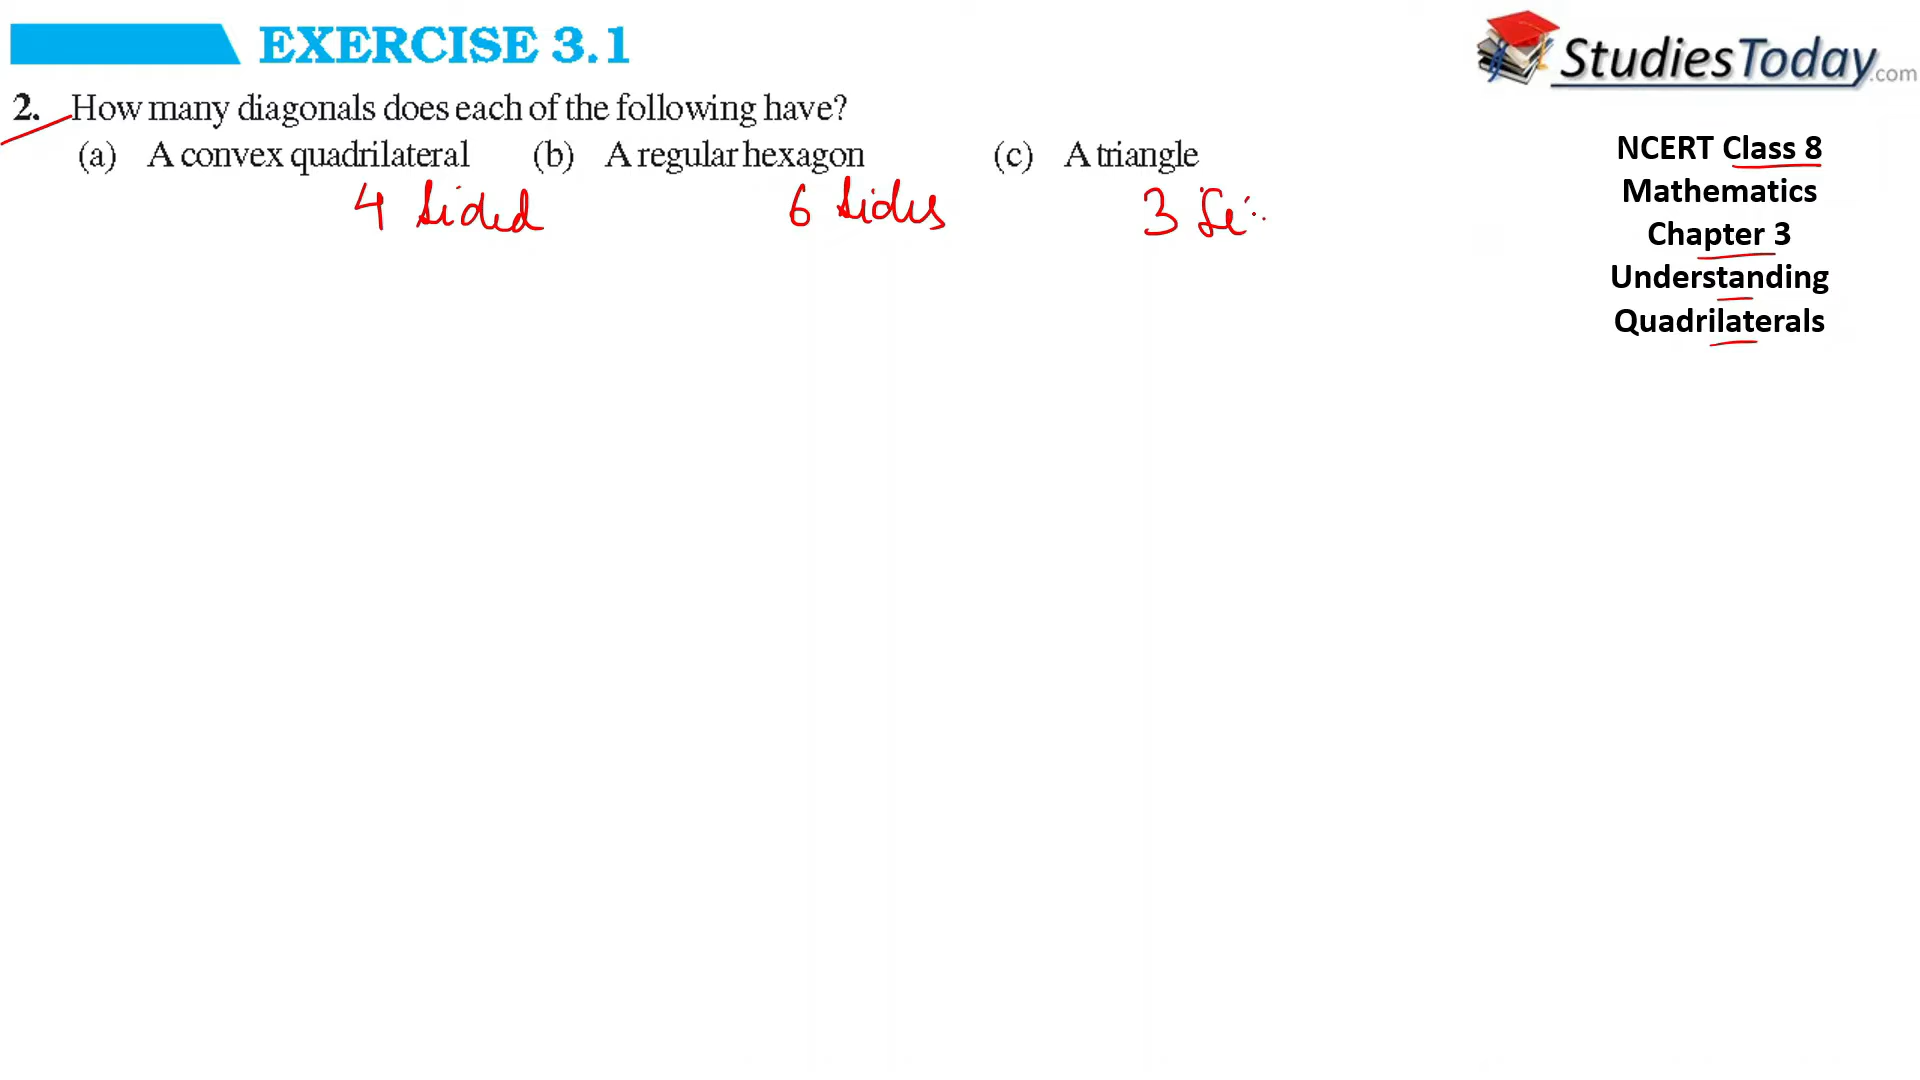 EXERCISE 3.1
StudiesToday.com
2. How many diagonals does each of the following have?
(a) A convex quadrilateral (b) A regular hexagon (c) A triangle
4 sided 6 sides 3
NCERT Class 8
Mathematics
Chapter 3
Understanding
Quadrilaterals